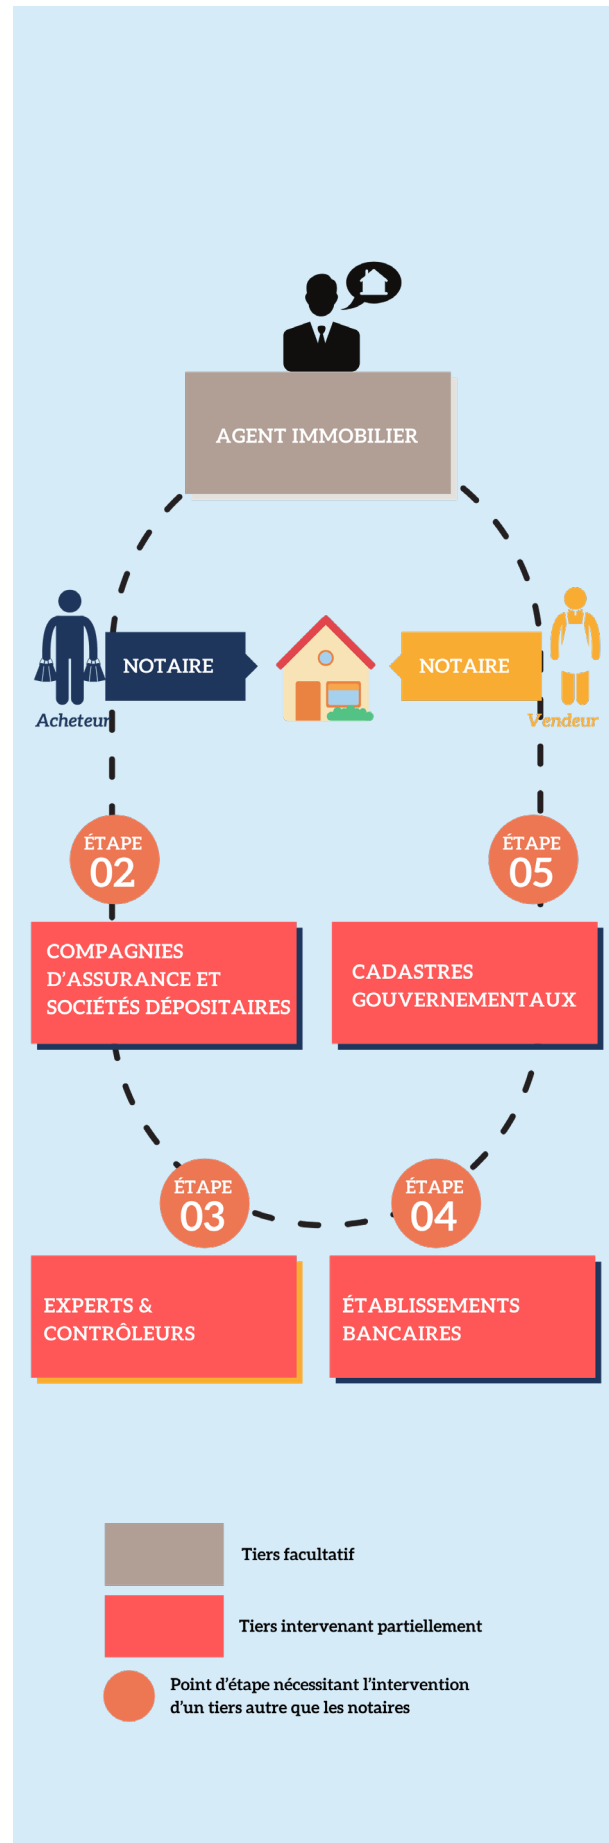 AGENT IMMOBILIER
NOTAIRE
NOTAIRE
Acheteur
Vendeur
ÉTAPE
02
ÉTAPE
05
COMPAGNIES
D'ASSURANCE ET
SOCIÉTÉS DÉPOSITAIRES
CADASTRES
GOUVERNEMENTAUX
ÉTAPE
03
ÉTAPE
04
EXPERTS &
CONTRÔLEURS
ÉTABLISSEMENTS
BANCAIRES
Tiers facultatif
Tiers intervenant partiellement
Point d'étape nécessitant l'intervention
d'un tiers autre que les notaires